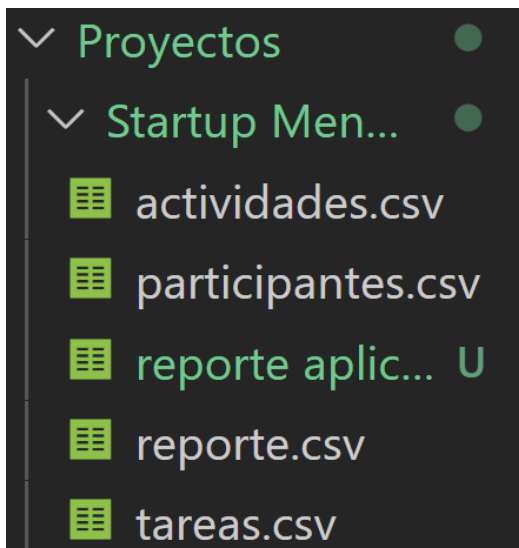 Proyectos
Startup Men...
actividades.csv
participantes.csv
reporte aplic... U
reporte.csv
tareas.csv